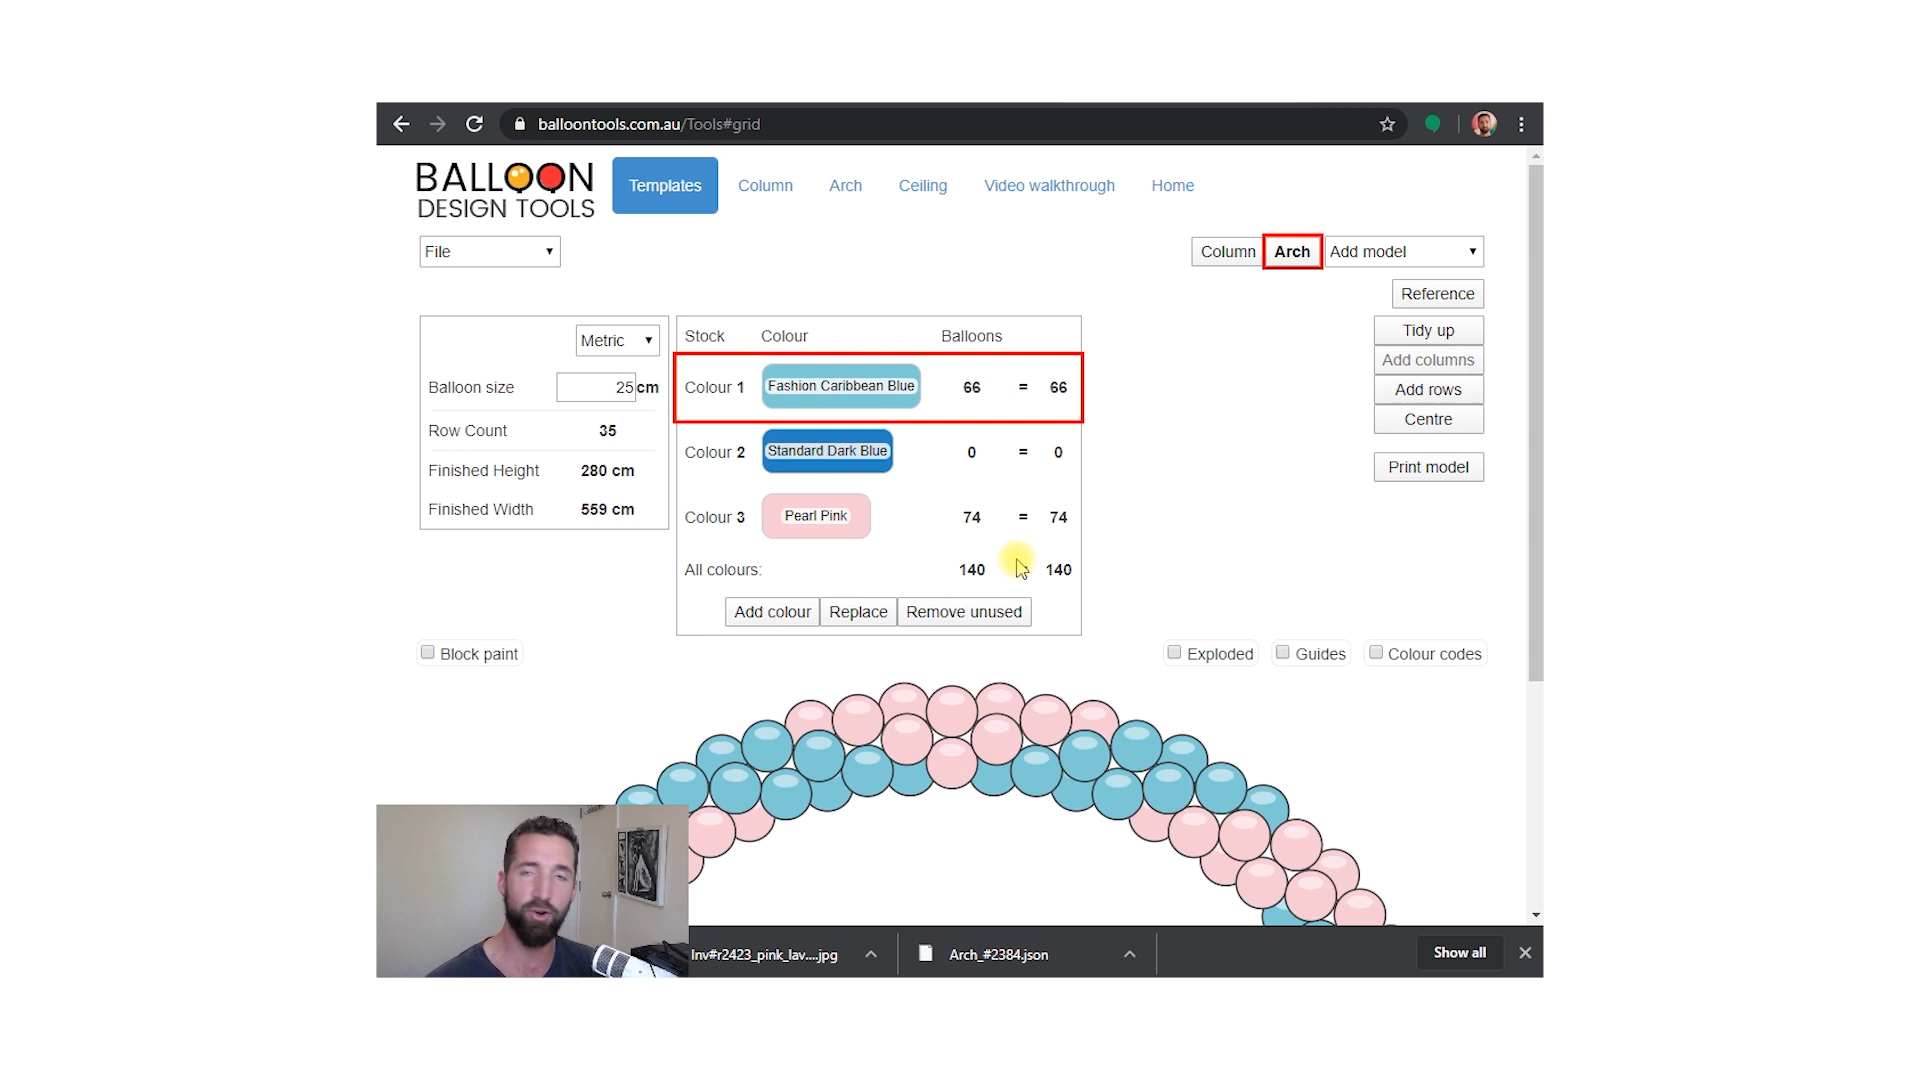 balloontools.com.au/Tools#grid
BALLOON
DESIGN TOOLS
Templates Column Arch Ceiling Video walkthrough Home
File Column Arch Add model
Reference
Metric Stock Colour Balloons Tidy up
Add columns
Balloon size 25cm Colour 1 Fashion Caribbean Blue 66 = 66 Add rows
Row Count 35 Centre
Colour 2 Standard Dark Blue 0 = 0
Finished Height 280 cm Print model
Finished Width 559 cm Colour 3 Pearl Pink 74 = 74
All colours: 140 140
Add colour Replace Remove unused
Block paint Exploded Guides Colour codes
Inv#r2423_pink_lav....jpg Arch_#2384.json Show all